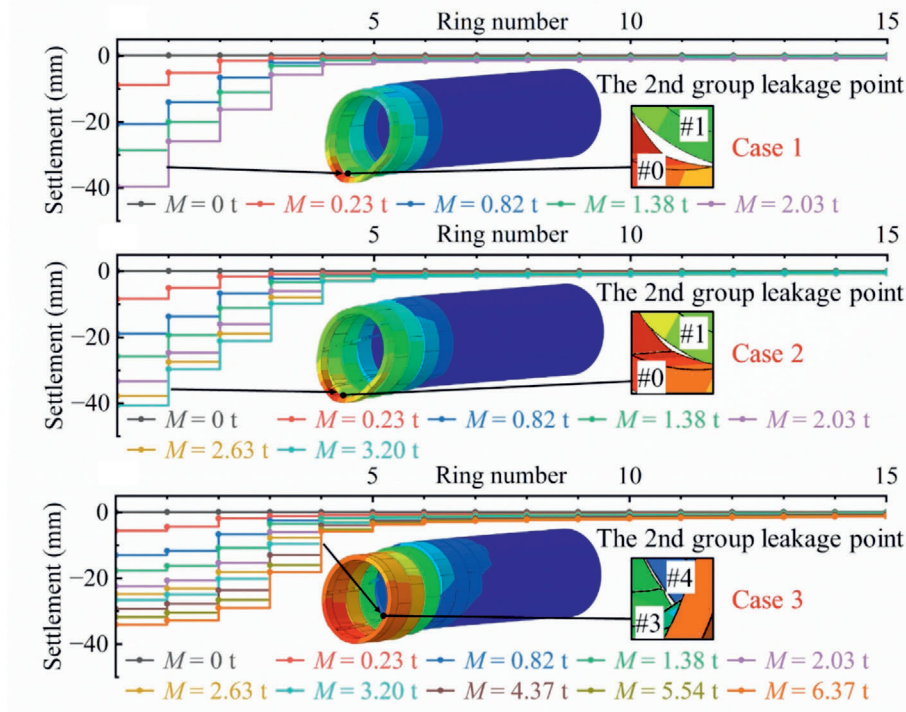 Ring number
5 10 15
Settlement (mm)
0
−20
−40
The 2nd group leakage point
#1
#0
Case 1
M = 0 t M = 0.23 t M = 0.82 t M = 1.38 t M = 2.03 t
Ring number
5 10 15
Settlement (mm)
0
−20
−40
The 2nd group leakage point
#1
#0
Case 2
M = 0 t M = 0.23 t M = 0.82 t M = 1.38 t M = 2.03 t
M = 2.63 t M = 3.20 t
Ring number
5 10 15
Settlement (mm)
0
−20
−40
The 2nd group leakage point
#4
#3
Case 3
M = 0 t M = 0.23 t M = 0.82 t M = 1.38 t M = 2.03 t
M = 2.63 t M = 3.20 t M = 4.37 t M = 5.54 t M = 6.37 t